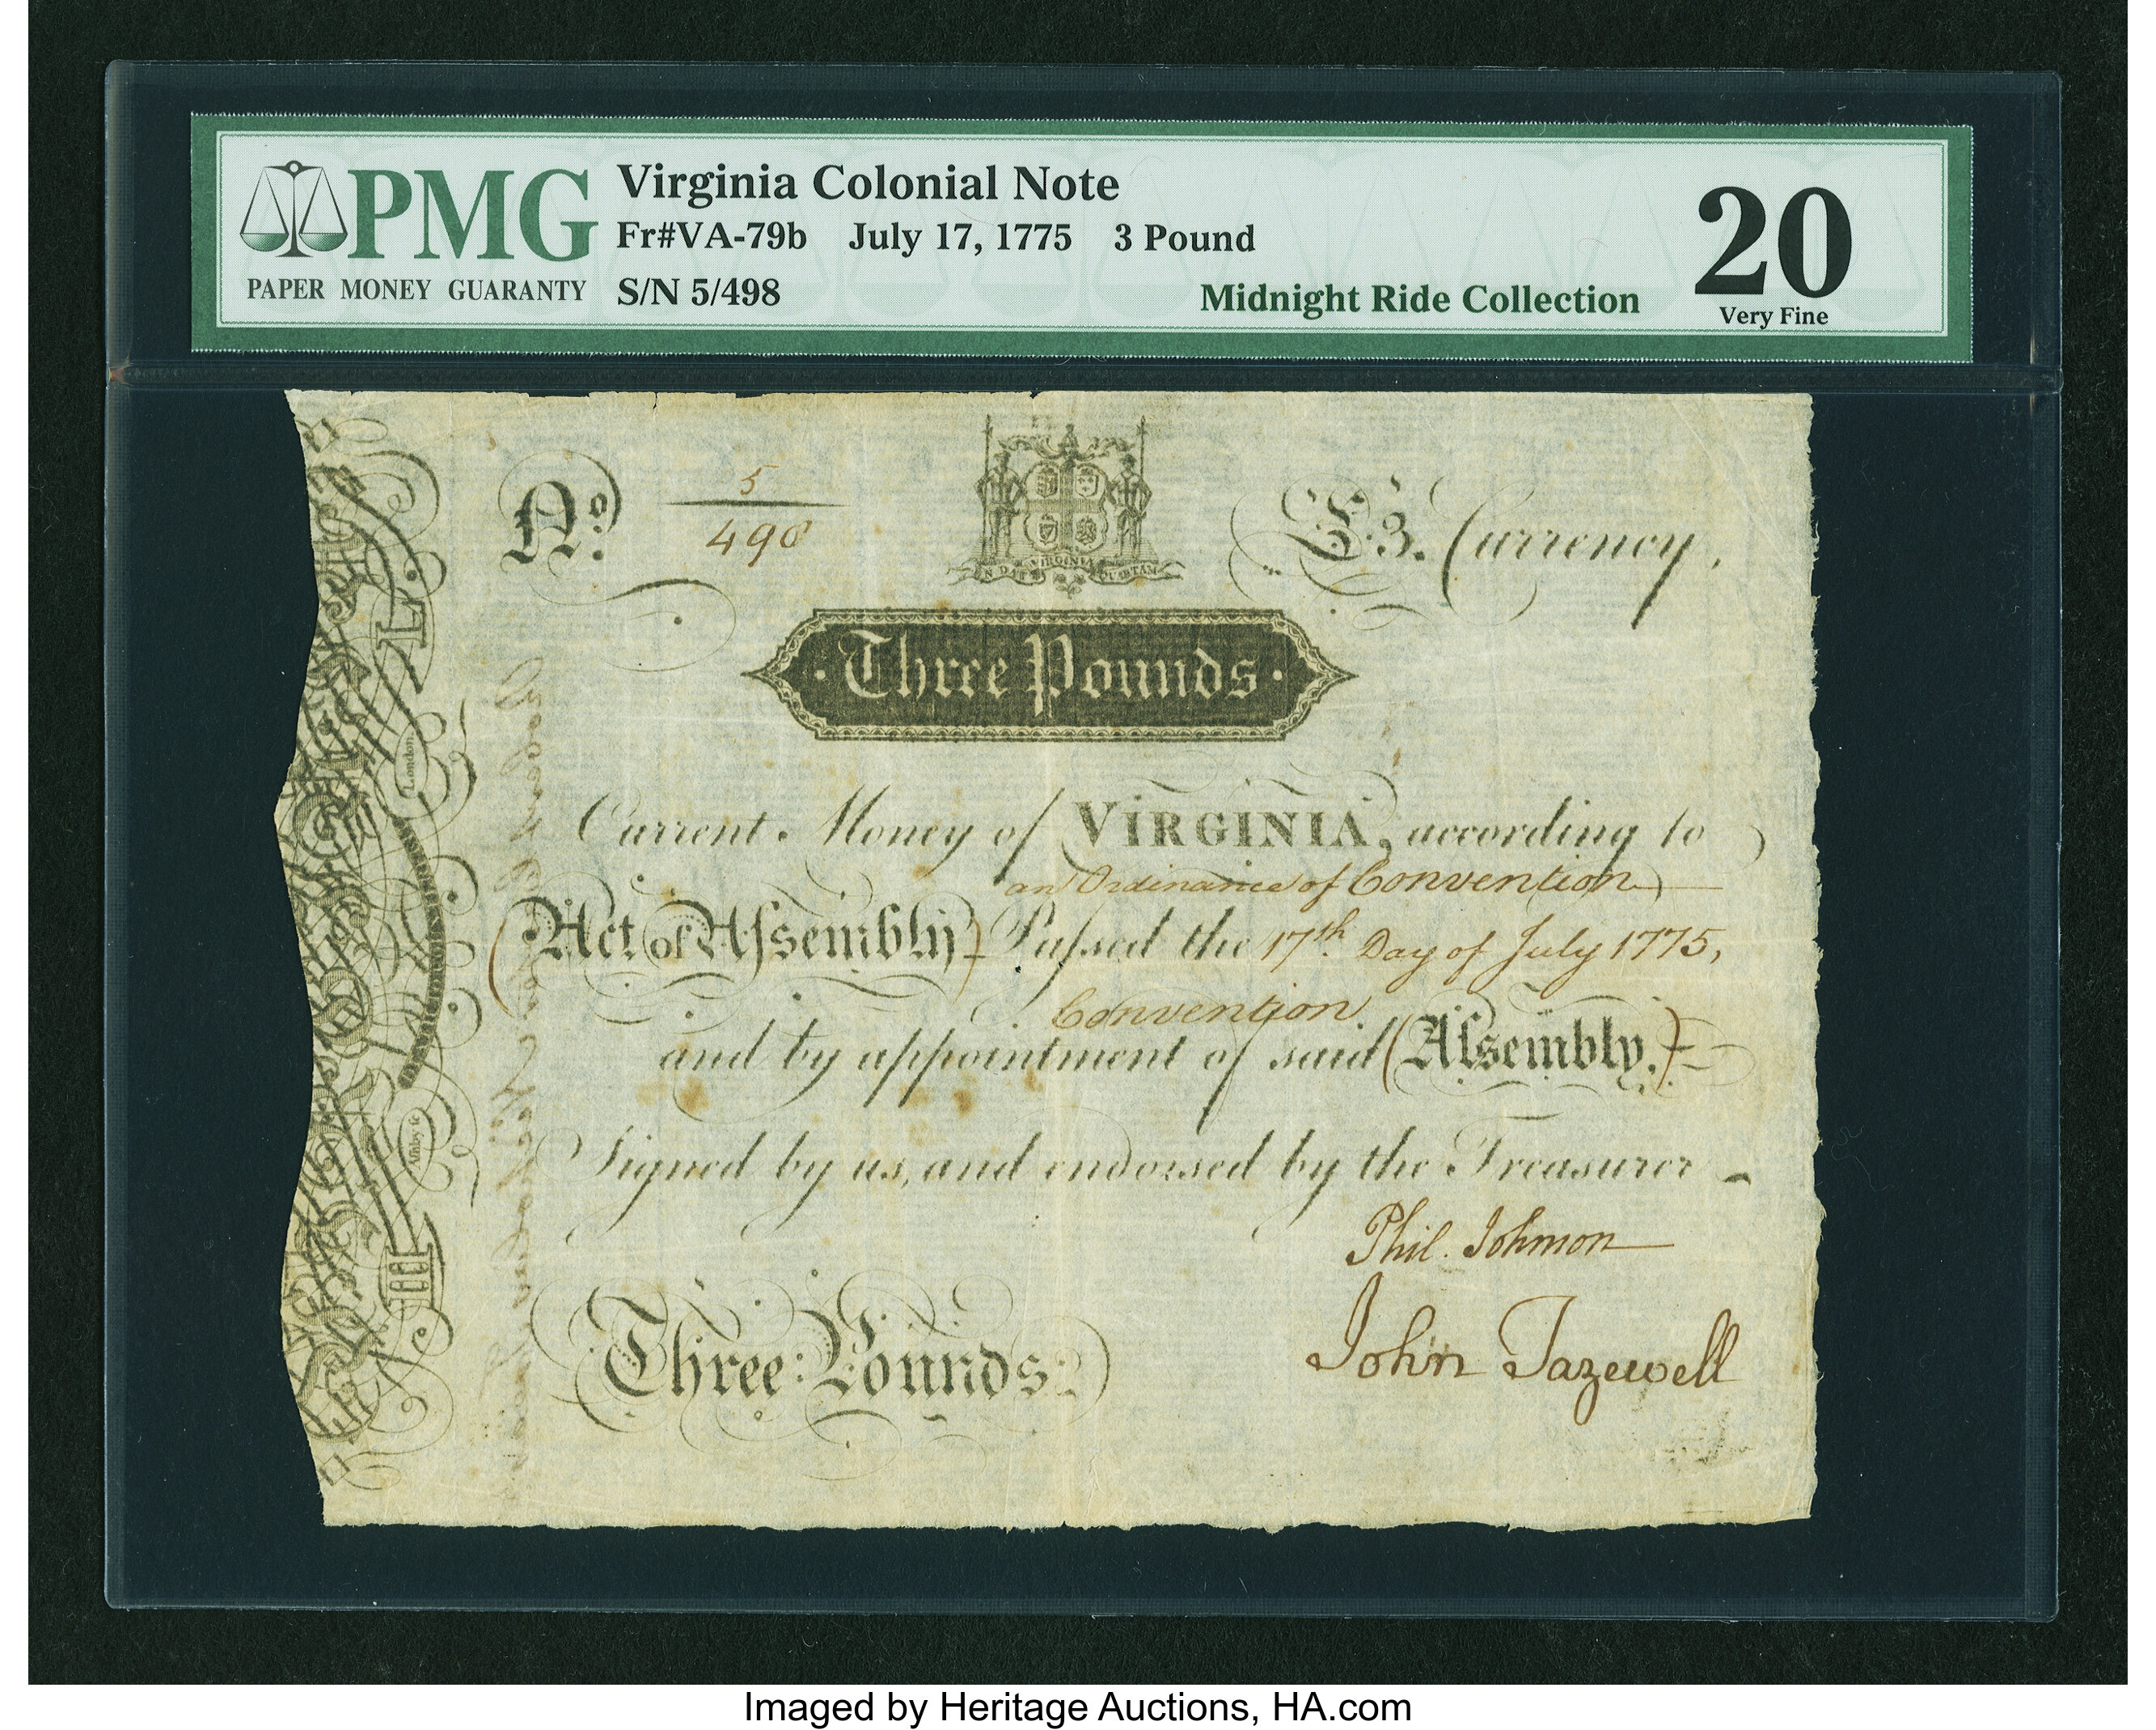 PMG
PAPER MONEY GUARANTY
Virginia Colonial Note
Fr#VA-79b July 17, 1775 3 Pound
S/N 5/498
Midnight Ride Collection
20
Very Fine
No. 5
498
£3. Currency,
VIRGINIA
·Three Pounds·
Current Money of VIRGINIA, according to
an Ordinance of Convention
(Act of Assembly) Passed the 17th Day of July 1775,
Convention
and by appointment of said (Assembly.)
Signed by us, and endorsed by the Treasurer
Phil. Johnson
John Tazewell
Three Pounds
London
Ashby sc
Imaged by Heritage Auctions, HA.com